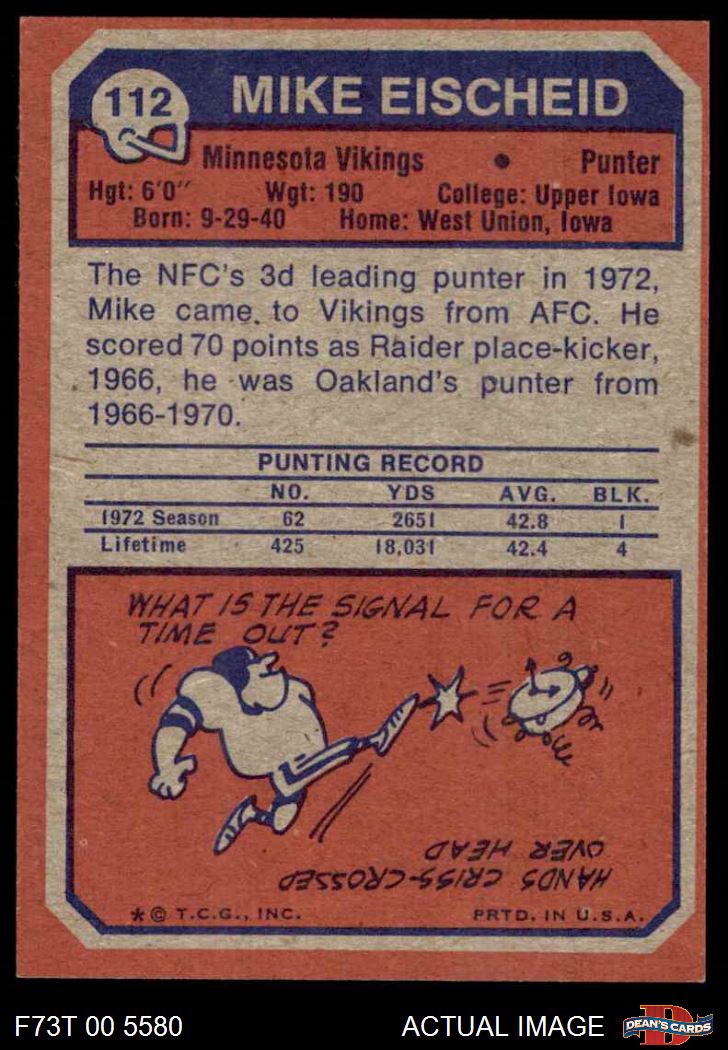 112
MIKE EISCHEID
Minnesota Vikings • Punter
Hgt: 6'0" Wgt: 190 College: Upper Iowa
Born: 9-29-40 Home: West Union, Iowa
The NFC's 3d leading punter in 1972,
Mike came to Vikings from AFC. He
scored 70 points as Raider place-kicker,
1966, he was Oakland's punter from
1966-1970.
PUNTING RECORD
NO. YDS AVG. BLK.
1972 Season 62 2651 42.8 1
Lifetime 425 18,031 42.4 4
WHAT IS THE SIGNAL FOR A
TIME OUT?
HANDS CRISS-CROSSED
OVER HEAD
* © T.C.G., INC. PRTD. IN U.S.A.
F73T 00 5580 ACTUAL IMAGE
D
DEAN'S CARDS